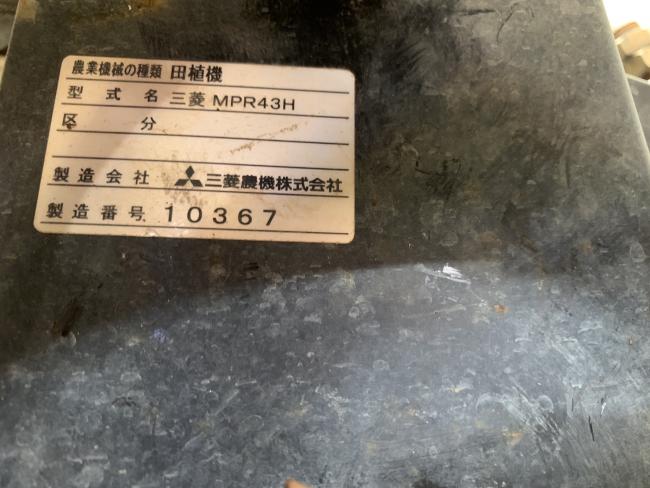 農業機械の種類 田植機
型式名 三菱 MPR43H
区分
製造会社 三菱農機株式会社
製造番号 10367